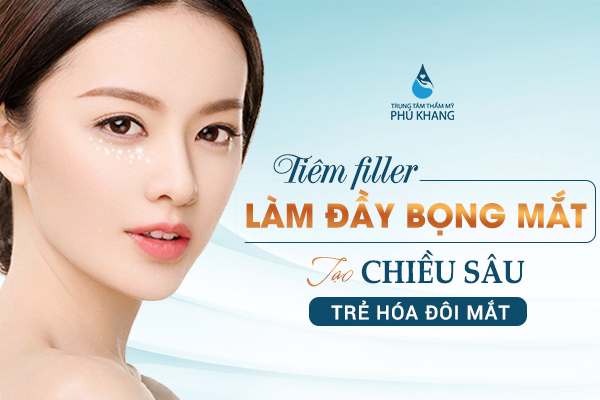 TRUNG TÂM THẨM MỸ
PHÚ KHANG
Tiêm filler
LÀM ĐẦY BỌNG MẮT
Tạo CHIỀU SÂU
TRẺ HÓA ĐÔI MẮT